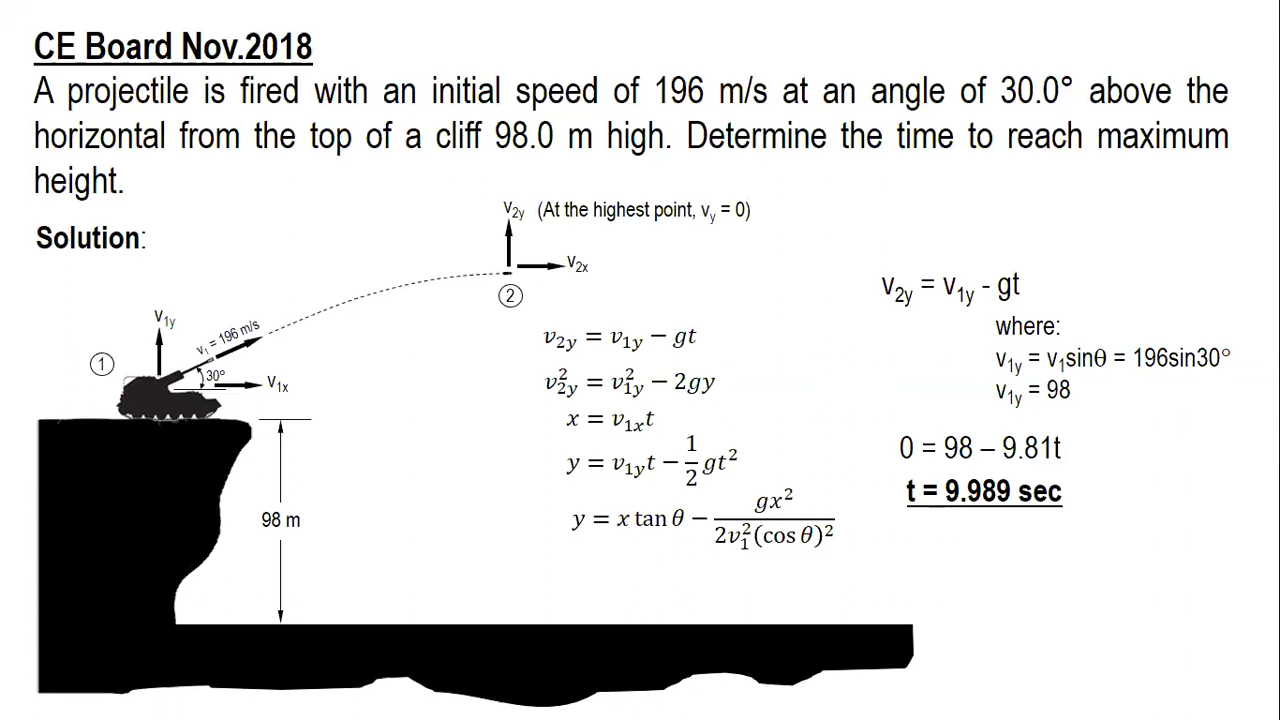 CE Board Nov.2018
A projectile is fired with an initial speed of 196 m/s at an angle of 30.0° above the
horizontal from the top of a cliff 98.0 m high. Determine the time to reach maximum
height.
Solution:
v₂y (At the highest point, vy = 0)
v₂x
②
v₁y
v₁ = 196 m/s
①
30°
v₁x
98 m
v₂y = v₁y − gt
v₂y² = v₁y² − 2gy
x = v₁xt
y = v₁yt − 1/2 gt²
y = x tan θ − gx² / 2v₁²(cos θ)²
v₂y = v₁y - gt
where:
v₁y = v₁sinθ = 196sin30°
v₁y = 98
0 = 98 – 9.81t
t = 9.989 sec